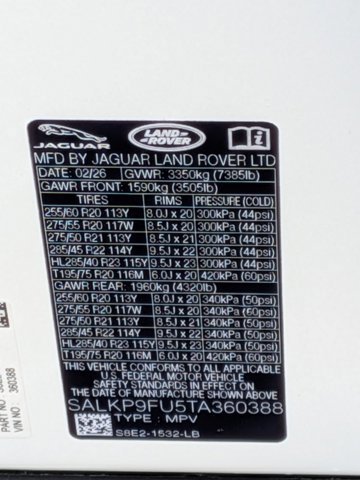 JAGUAR
LAND ROVER
MFD BY JAGUAR LAND ROVER LTD
DATE: 02/26 GVWR: 3350kg (7385lb)
GAWR FRONT: 1590kg (3505lb)
TIRES RIMS PRESSURE (COLD)
255/60 R20 113Y 8.0J x 20 300kPa (44psi)
275/55 R20 117W 8.5J x 20 300kPa (44psi)
275/50 R21 113Y 8.5J x 21 300kPa (44psi)
285/45 R22 114Y 9.5J x 22 300kPa (44psi)
HL285/40 R23 115Y 9.5J x 23 300kPa (44psi)
T195/75 R20 116M 6.0J x 20 420kPa (60psi)
GAWR REAR: 1960kg (4320lb)
255/60 R20 113Y 8.0J x 20 340kPa (50psi)
275/55 R20 117W 8.5J x 20 340kPa (50psi)
275/50 R21 113Y 8.5J x 21 340kPa (50psi)
285/45 R22 114Y 9.5J x 22 340kPa (50psi)
HL285/40 R23 115Y 9.5J x 23 340kPa (50psi)
T195/75 R20 116M 6.0J x 20 420kPa (60psi)
THIS VEHICLE CONFORMS TO ALL APPLICABLE
U.S. FEDERAL MOTOR VEHICLE SAFETY
AND THEFT PREVENTION STANDARDS IN EFFECT ON
THE DATE OF MANUFACTURE SHOWN ABOVE
SALKP9FU5TA360388
TYPE: MPV
S8E2-1532-LB
PART NO
VIN NO 360388